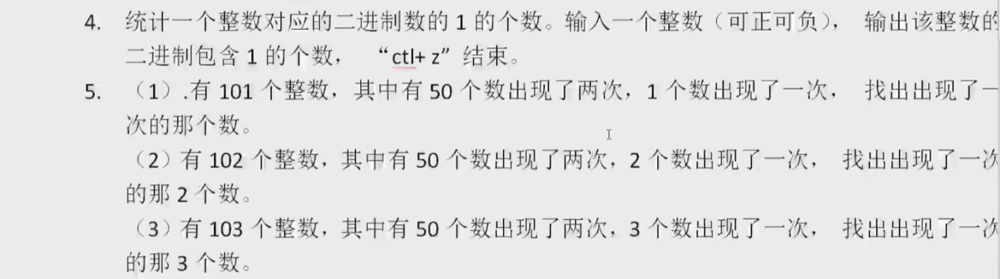 4. 统计一个整数对应的二进制数的 1 的个数。输入一个整数（可正可负）， 输出该整数的
二进制包含 1 的个数， “ctl+ z” 结束。
5. （1）.有 101 个整数，其中有 50 个数出现了两次，1 个数出现了一次， 找出出现了一
次的那个数。
（2）有 102 个整数，其中有 50 个数出现了两次，2 个数出现了一次， 找出出现了一次
的那 2 个数。
（3）有 103 个整数，其中有 50 个数出现了两次，3 个数出现了一次， 找出出现了一次
的那 3 个数。